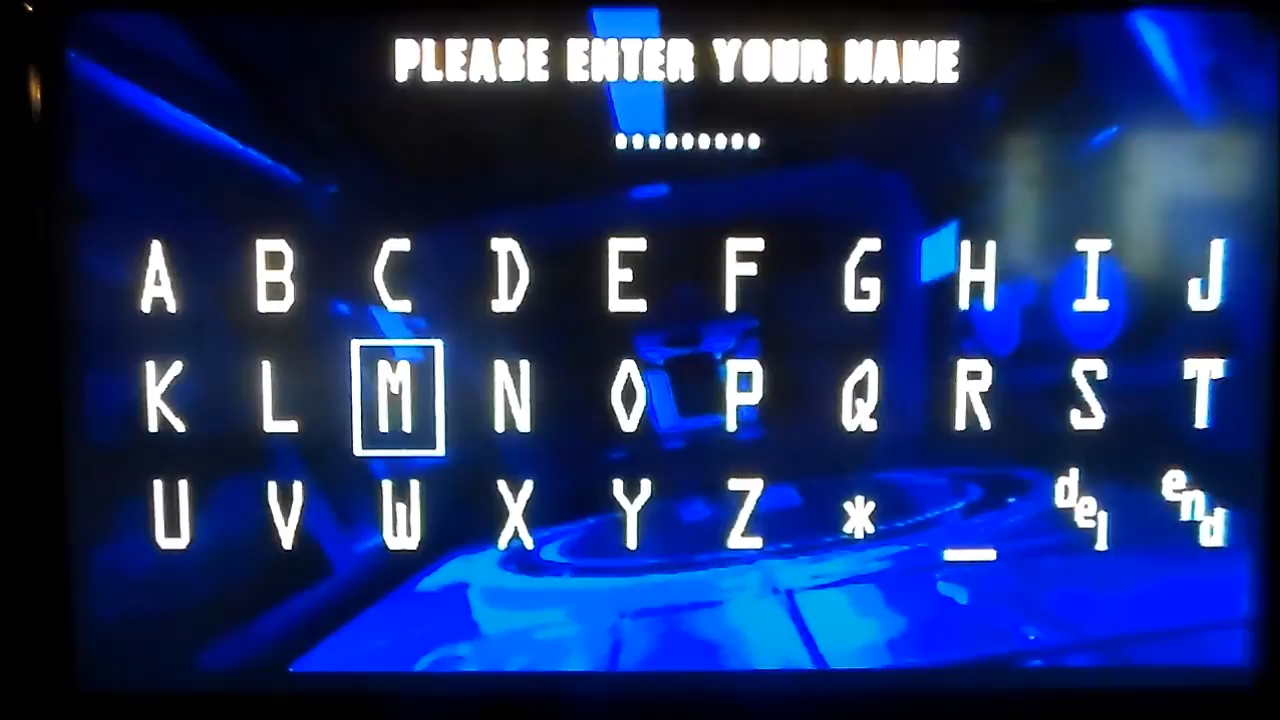 PLEASE ENTER YOUR NAME
.........
A B C D E F G H I J
K L M N O P Q R S T
U V W X Y Z * _ del end